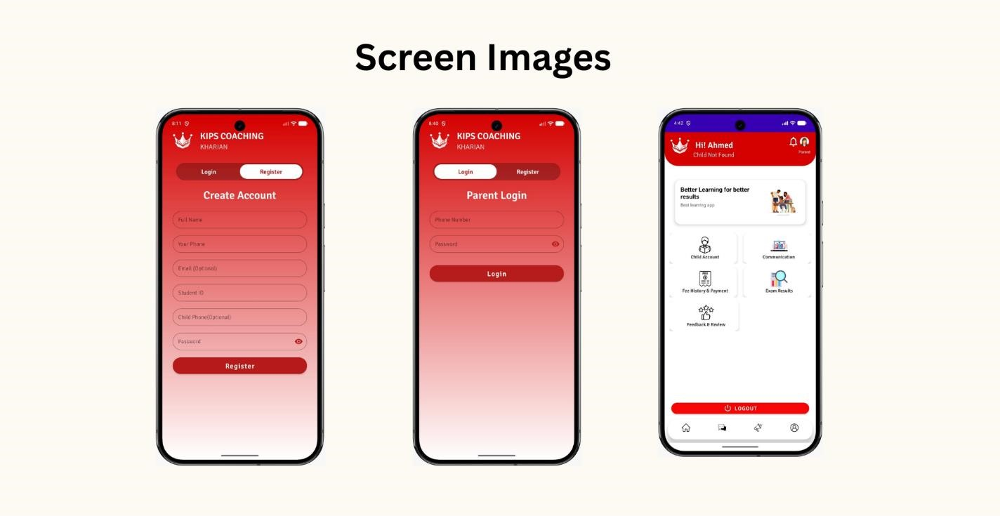 Screen Images
8:11
KIPS COACHING
KHARIAN
Login
Register
Create Account
Full Name
Your Phone
Email (Optional)
Student ID
Child Phone(Optional)
Password
Register
8:40
KIPS COACHING
KHARIAN
Login
Register
Parent Login
Phone Number
Password
Login
4:42
Hi! Ahmed
Child Not Found
Parent
Better Learning for better
results
Best learning app
Child Account
Communication
Fee History & Payment
Exam Results
Feedback & Review
LOGOUT